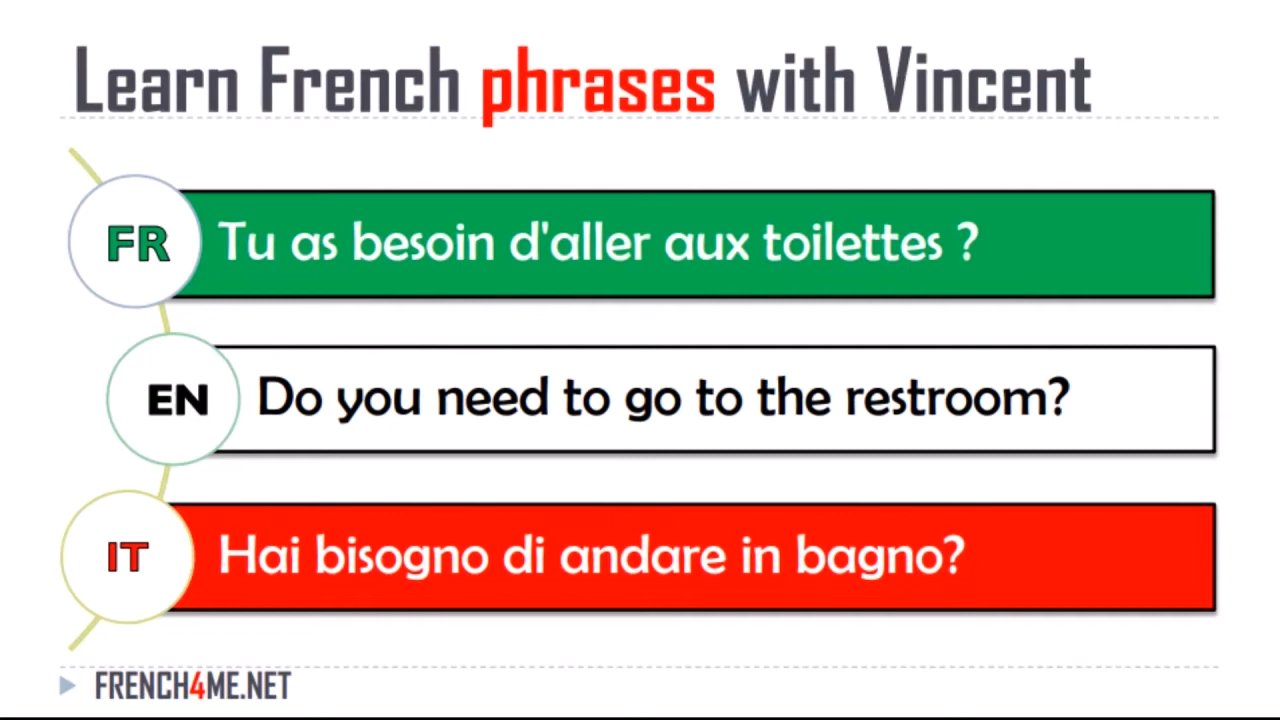 Learn French phrases with Vincent
FR
Tu as besoin d'aller aux toilettes ?
EN
Do you need to go to the restroom?
IT
Hai bisogno di andare in bagno?
FRENCH4ME.NET